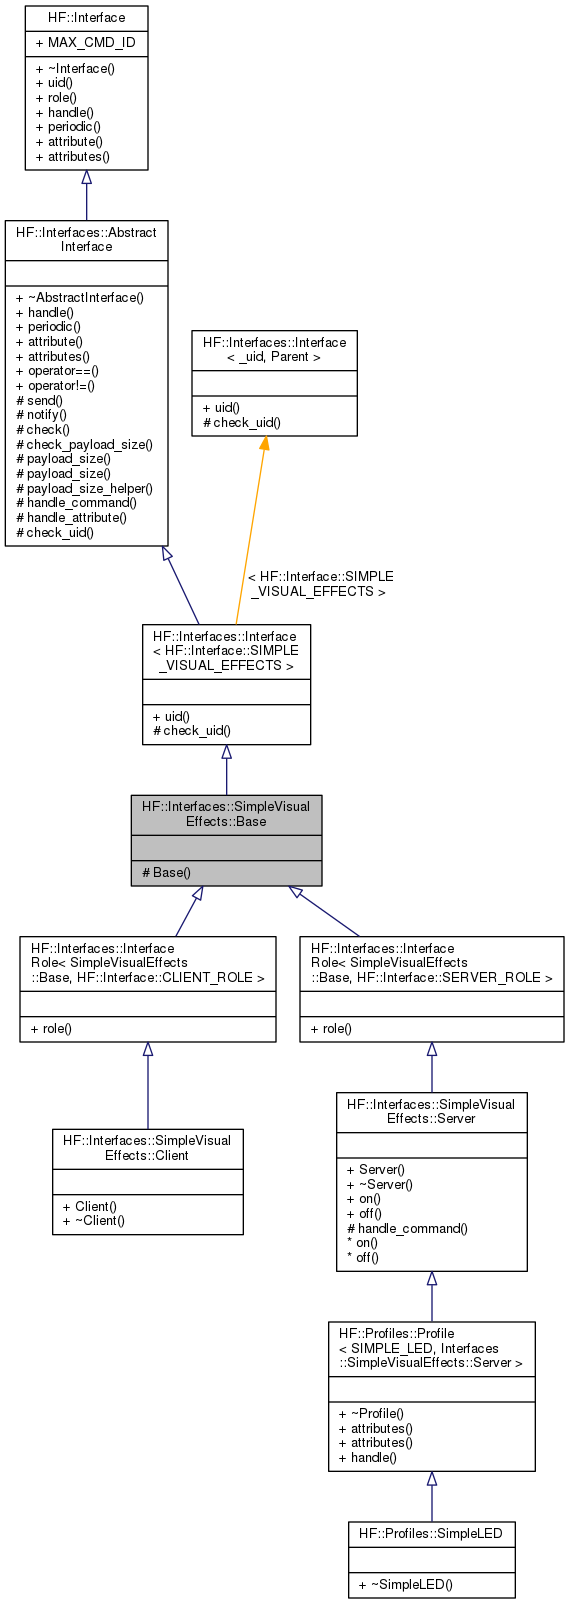 HF::Interface
+ MAX_CMD_ID
+ ~Interface()
+ uid()
+ role()
+ handle()
+ periodic()
+ attribute()
+ attributes()
HF::Interfaces::Abstract
Interface
+ ~AbstractInterface()
+ handle()
+ periodic()
+ attribute()
+ attributes()
+ operator==()
+ operator!=()
# send()
# notify()
# check()
# check_payload_size()
# payload_size()
# payload_size()
# payload_size_helper()
# handle_command()
# handle_attribute()
# check_uid()
HF::Interfaces::Interface
< _uid, Parent >
+ uid()
# check_uid()
< HF::Interface::SIMPLE
_VISUAL_EFFECTS >
HF::Interfaces::Interface
< HF::Interface::SIMPLE
_VISUAL_EFFECTS >
+ uid()
# check_uid()
HF::Interfaces::SimpleVisual
Effects::Base
# Base()
HF::Interfaces::Interface
Role< SimpleVisualEffects
::Base, HF::Interface::CLIENT_ROLE >
+ role()
HF::Interfaces::Interface
Role< SimpleVisualEffects
::Base, HF::Interface::SERVER_ROLE >
+ role()
HF::Interfaces::SimpleVisual
Effects::Client
+ Client()
+ ~Client()
HF::Interfaces::SimpleVisual
Effects::Server
+ Server()
+ ~Server()
+ on()
+ off()
# handle_command()
* on()
* off()
HF::Profiles::Profile
< SIMPLE_LED, Interfaces
::SimpleVisualEffects::Server >
+ ~Profile()
+ attributes()
+ attributes()
+ handle()
HF::Profiles::SimpleLED
+ ~SimpleLED()